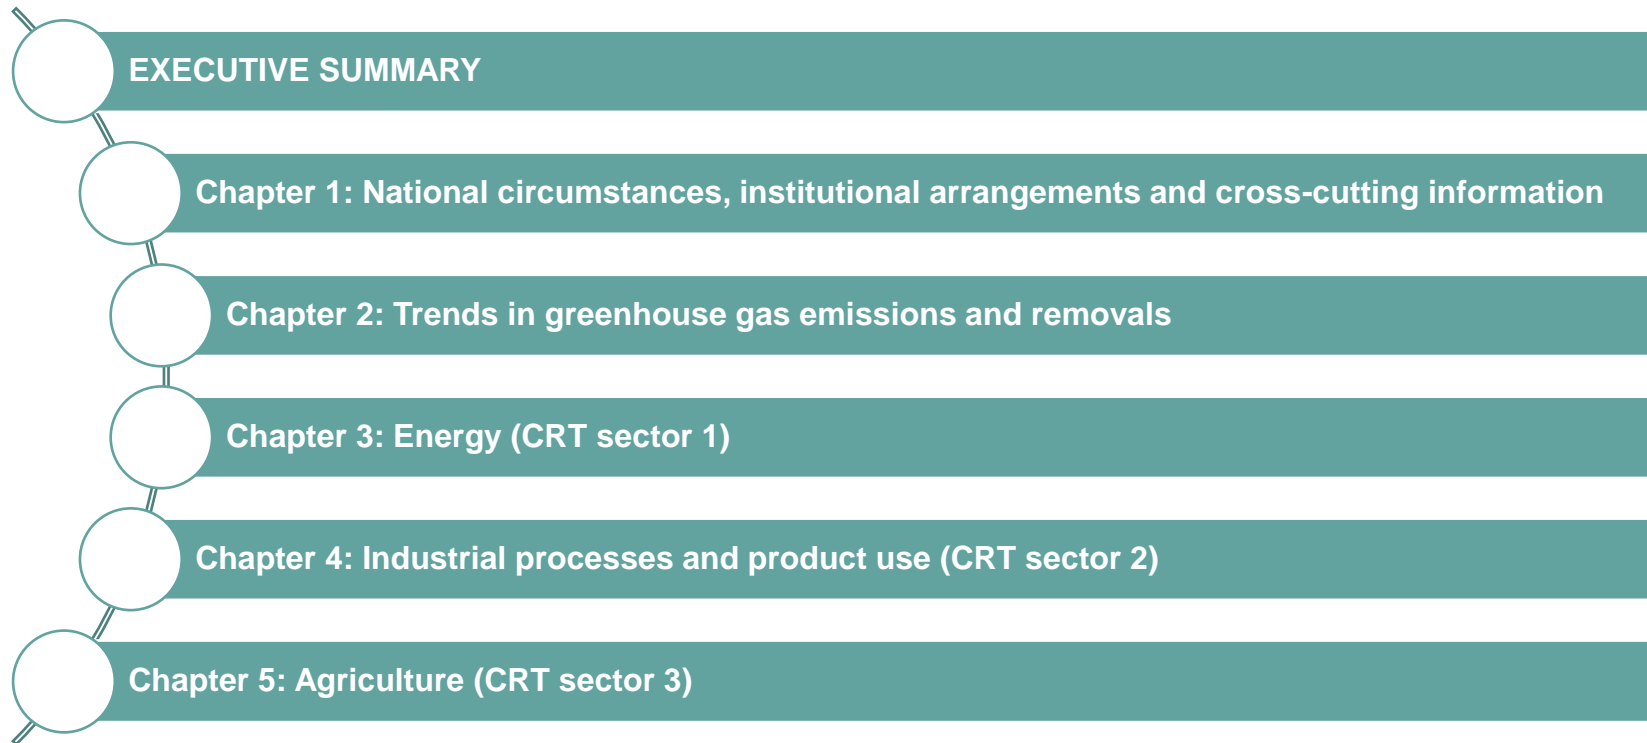 EXECUTIVE SUMMARY
Chapter 1: National circumstances, institutional arrangements and cross-cutting information
Chapter 2: Trends in greenhouse gas emissions and removals
Chapter 3: Energy (CRT sector 1)
Chapter 4: Industrial processes and product use (CRT sector 2)
Chapter 5: Agriculture (CRT sector 3)